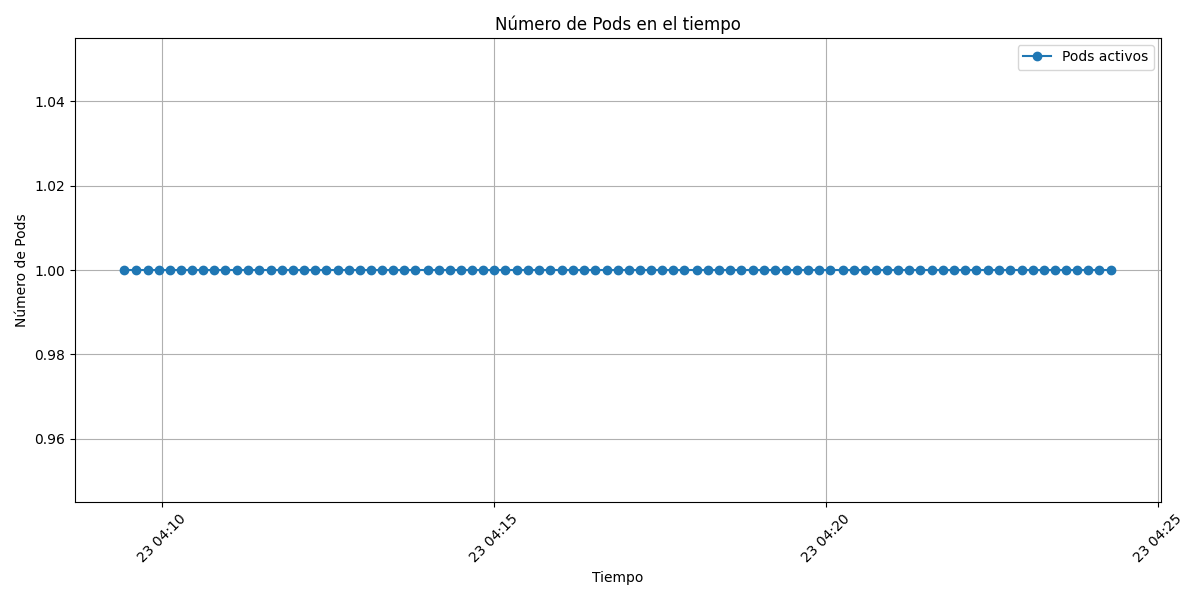 Número de Pods en el tiempo
Pods activos
1.04
1.02
1.00
0.98
0.96
Número de Pods
23 04:10
23 04:15
23 04:20
23 04:25
Tiempo